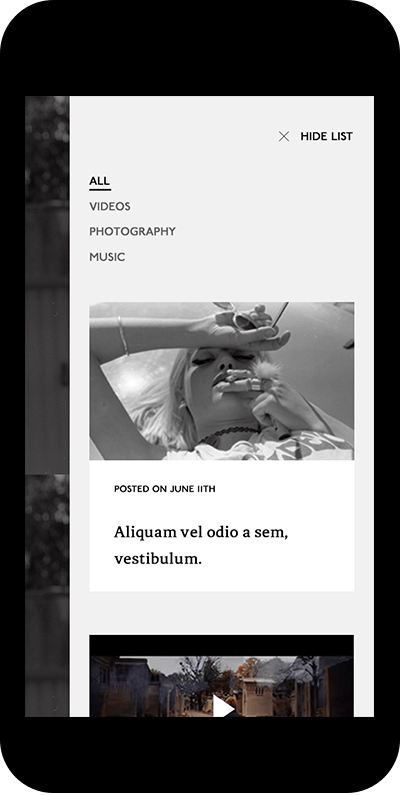 HIDE LIST
ALL
VIDEOS
PHOTOGRAPHY
MUSIC
POSTED ON JUNE 11TH
Aliquam vel odio a sem,
vestibulum.